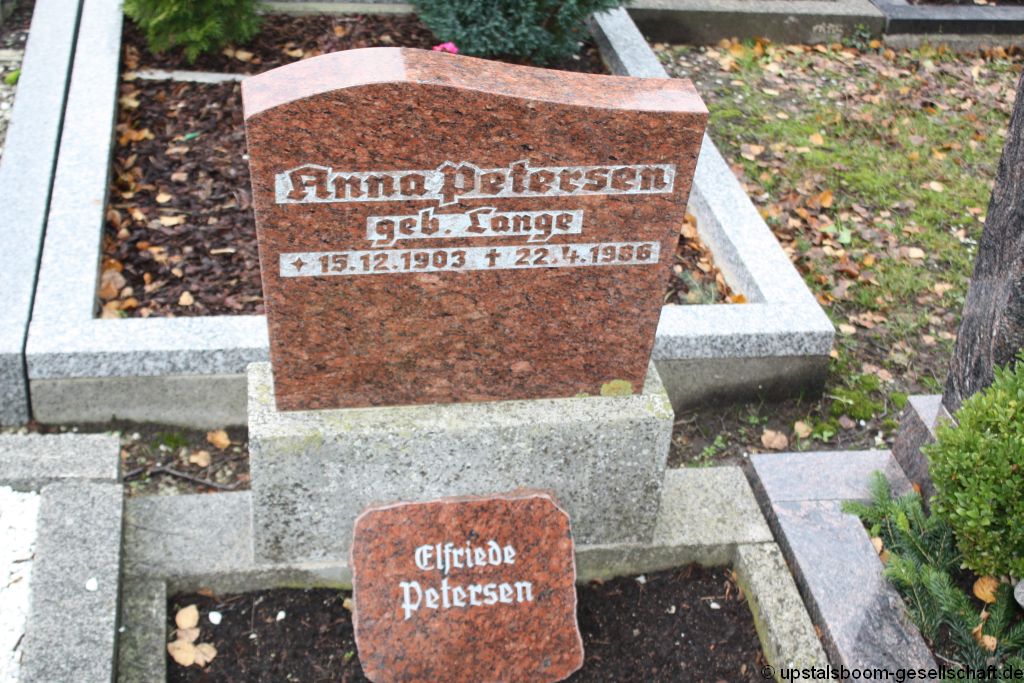 Anna Petersen
geb. Lange
✦ 15.12.1903 ✝ 22.4.1986
Elfriede
Petersen
© upstalsboom-gesellschaft.de